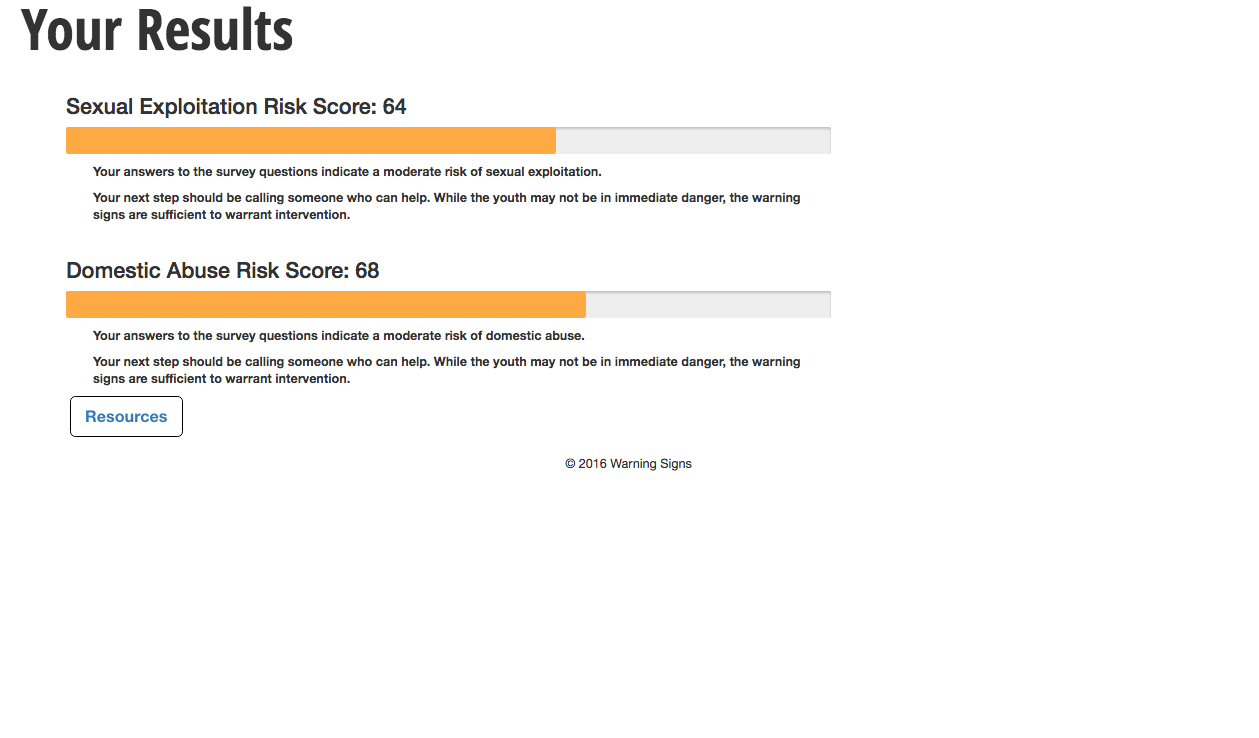 Your Results
Sexual Exploitation Risk Score: 64
Your answers to the survey questions indicate a moderate risk of sexual exploitation.
Your next step should be calling someone who can help. While the youth may not be in immediate danger, the warning
signs are sufficient to warrant intervention.
Domestic Abuse Risk Score: 68
Your answers to the survey questions indicate a moderate risk of domestic abuse.
Your next step should be calling someone who can help. While the youth may not be in immediate danger, the warning
signs are sufficient to warrant intervention.
Resources
© 2016 Warning Signs